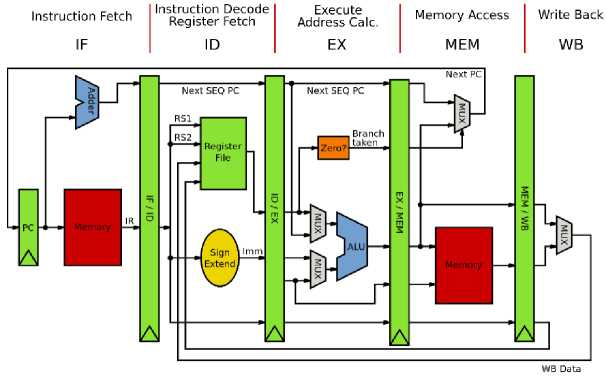 Instruction Fetch
IF
Instruction Decode
Register Fetch
ID
Execute
Address Calc.
EX
Memory Access
MEM
Write Back
WB
Next PC
Adder
Next SEQ PC
Next SEQ PC
MUX
RS1
RS2
Register
File
Branch
taken
Zero?
PC
Memory
IR
IF / ID
ID / EX
EX / MEM
MEM / WB
MUX
MUX
ALU
MUX
Sign
Extend
Imm
Memory
WB Data